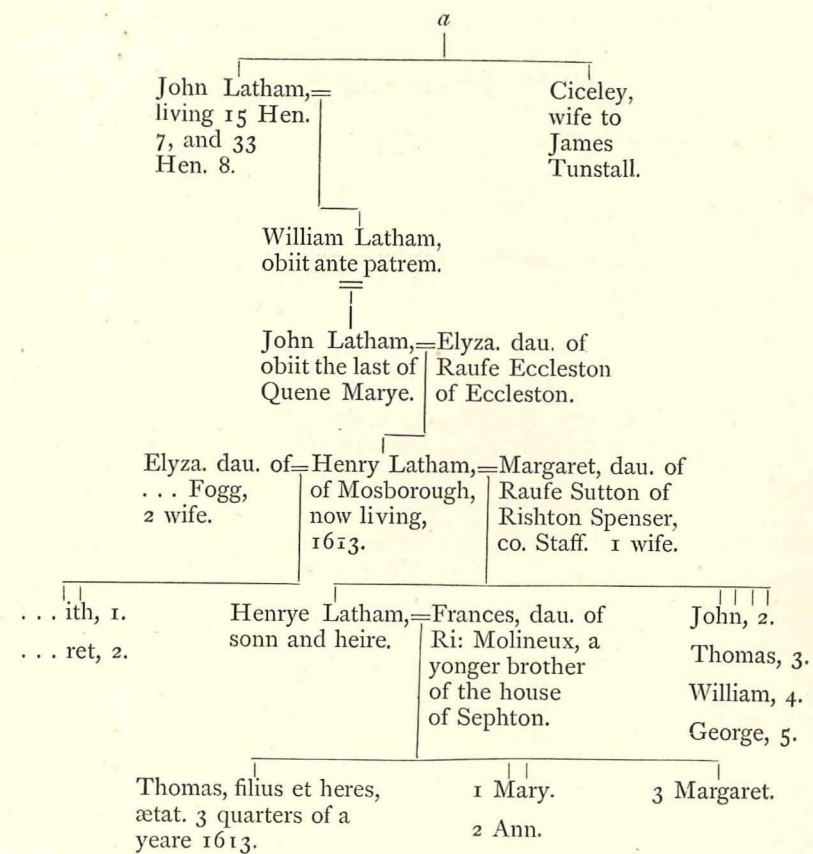 a
John Latham,=
living 15 Hen.
7, and 33
Hen. 8.
Ciceley,
wife to
James
Tunstall.
William Latham,
obiit ante patrem.
=
John Latham,=Elyza. dau. of
obiit the last of Raufe Eccleston
Quene Marye. of Eccleston.
Elyza. dau. of=Henry Latham,=Margaret, dau. of
. . . Fogg, of Mosborough, Raufe Sutton of
2 wife. now living, Rishton Spenser,
1613. co. Staff. 1 wife.
. . . ith, 1.
. . . ret, 2.
Henrye Latham,=Frances, dau. of
sonn and heire. Ri: Molineux, a
yonger brother
of the house
of Sephton.
John, 2.
Thomas, 3.
William, 4.
George, 5.
Thomas, filius et heres,
ætat. 3 quarters of a
yeare 1613.
1 Mary.
2 Ann.
3 Margaret.